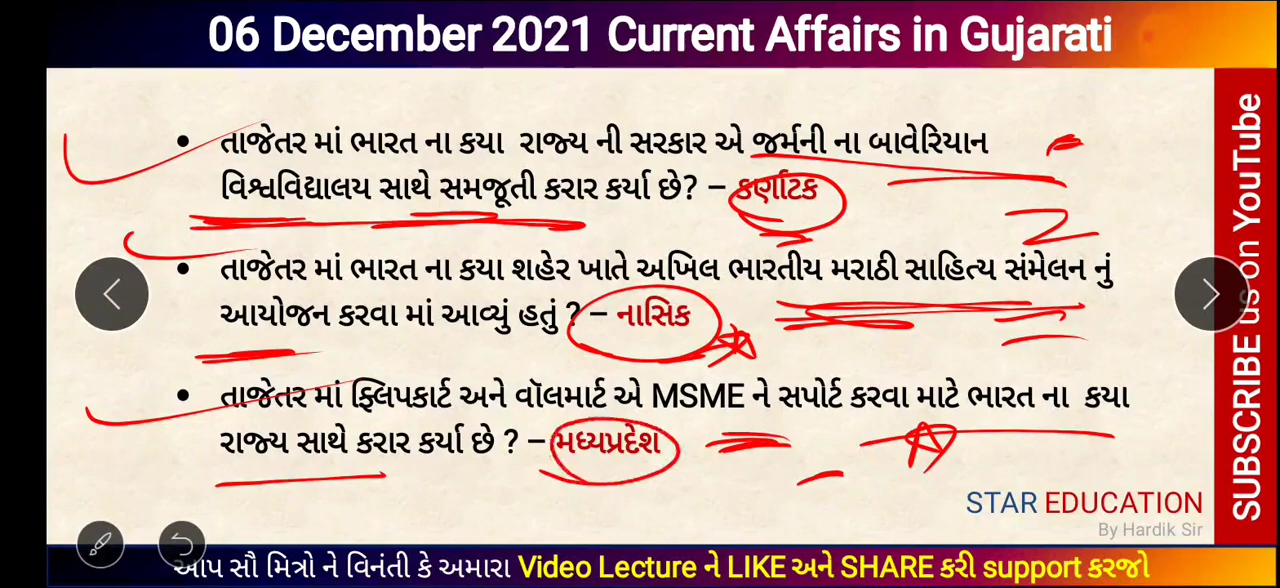 06 December 2021 Current Affairs in Gujarati
• તાજેતર માં ભારત ના કયા રાજ્ય ની સરકાર એ જર્મની ના બાવેરિયાન
વિશ્વવિદ્યાલય સાથે સમજૂતી કરાર કર્યા છે? – કર્ણાટક
• તાજેતર માં ભારત ના કયા શહેર ખાતે અખિલ ભારતીય મરાઠી સાહિત્ય સંમેલન નું
આયોજન કરવા માં આવ્યું હતું ? – નાસિક
• તાજેતર માં ફ્લિપકાર્ટ અને વૉલમાર્ટ એ MSME ને સપોર્ટ કરવા માટે ભારત ના કયા
રાજ્ય સાથે કરાર કર્યા છે ? – મધ્યપ્રદેશ
STAR EDUCATION
By Hardik Sir
આપ સૌ મિત્રો ને વિનંતી કે અમારા Video Lecture ને LIKE અને SHARE કરી support કરજો
SUBSCRIBE us on YouTube